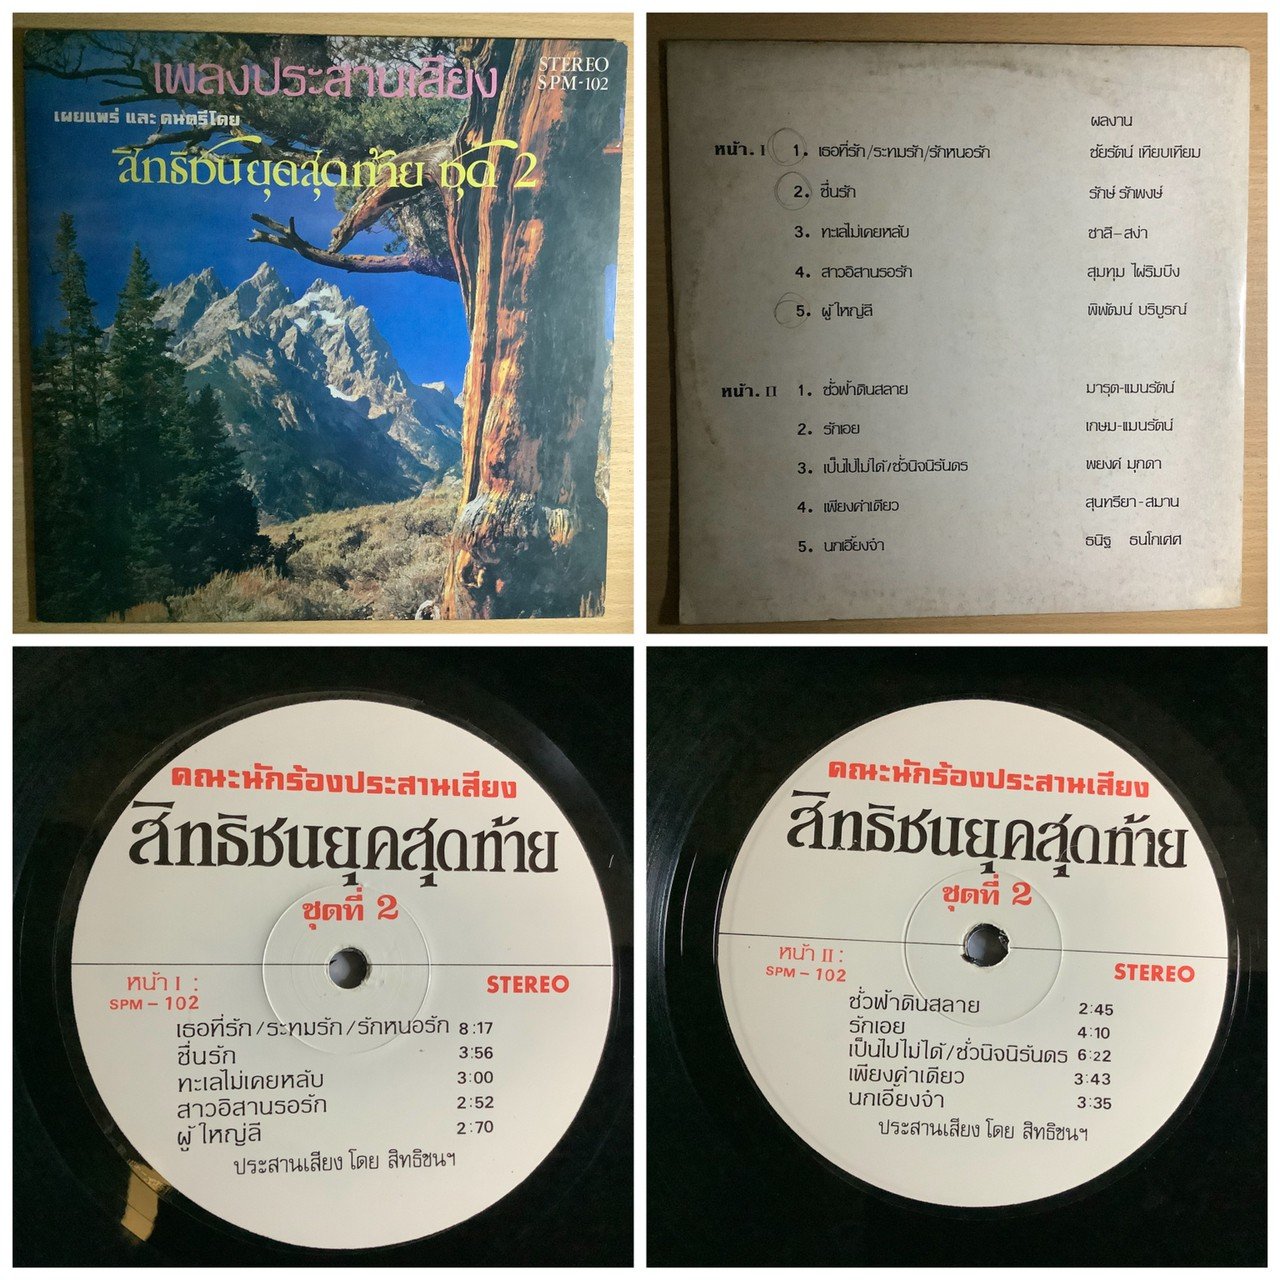 เพลงประสานเสียง
STEREO
SPM-102
เผยแพร่ และ ดนตรีโดย
สิทธิชนยุคสุดท้าย ชุด 2
ผลงาน
หน้า. I 1. เธอที่รัก/ระทมรัก/รักหนอรัก ชัยรัตน์ เทียบเทียม
2. ชื่นรัก รักษ์ รักพงษ์
3. ทะเลไม่เคยหลับ ชาลี-สง่า
4. สาวอิสานรอรัก สุมทุม ไผ่ริมบึง
5. ผู้ใหญ่ลี พิพัฒน์ บริบูรณ์
หน้า. II 1. ชั่วฟ้าดินสลาย มารุต-แมนรัตน์
2. รักเอย เกษม-แมนรัตน์
3. เป็นไปไม่ได้/ชั่วนิจนิรันดร พยงค์ มุกดา
4. เพียงคำเดียว สุนทรียา-สมาน
5. นกเอี้ยงจ๋า ธนิฐ ธนโกเศศ
คณะนักร้องประสานเสียง
สิทธิชนยุคสุดท้าย
ชุดที่ 2
หน้า I :
SPM-102
STEREO
เธอที่รัก/ระทมรัก/รักหนอรัก 8:17
ชื่นรัก 3:56
ทะเลไม่เคยหลับ 3:00
สาวอิสานรอรัก 2:52
ผู้ใหญ่ลี 2:70
ประสานเสียง โดย สิทธิชนฯ
คณะนักร้องประสานเสียง
สิทธิชนยุคสุดท้าย
ชุดที่ 2
หน้า II :
SPM-102
STEREO
ชั่วฟ้าดินสลาย 2:45
รักเอย 4:10
เป็นไปไม่ได้/ชั่วนิจนิรันดร 6:22
เพียงคำเดียว 3:43
นกเอี้ยงจ๋า 3:35
ประสานเสียง โดย สิทธิชนฯ